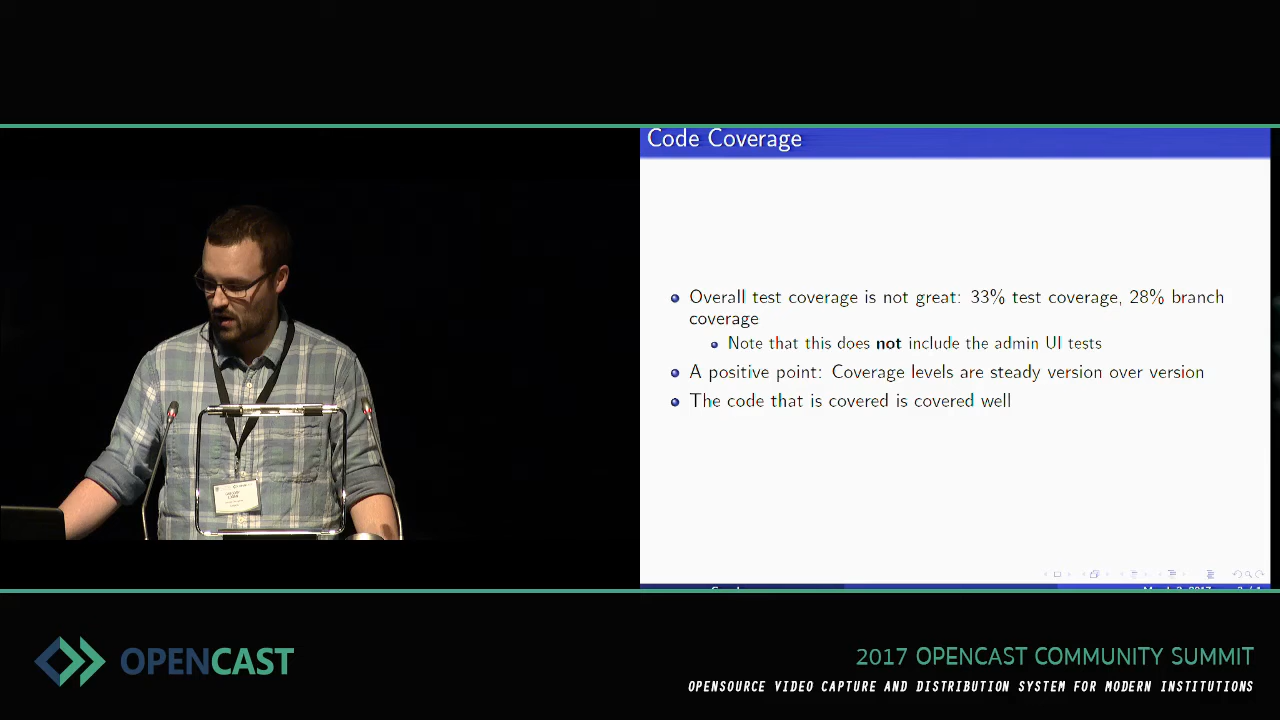 Code Coverage
Overall test coverage is not great: 33% test coverage, 28% branch
coverage
Note that this does not include the admin UI tests
A positive point: Coverage levels are steady version over version
The code that is covered is covered well
OPENCAST
2017 OPENCAST COMMUNITY SUMMIT
OPENSOURCE VIDEO CAPTURE AND DISTRIBUTION SYSTEM FOR MODERN INSTITUTIONS